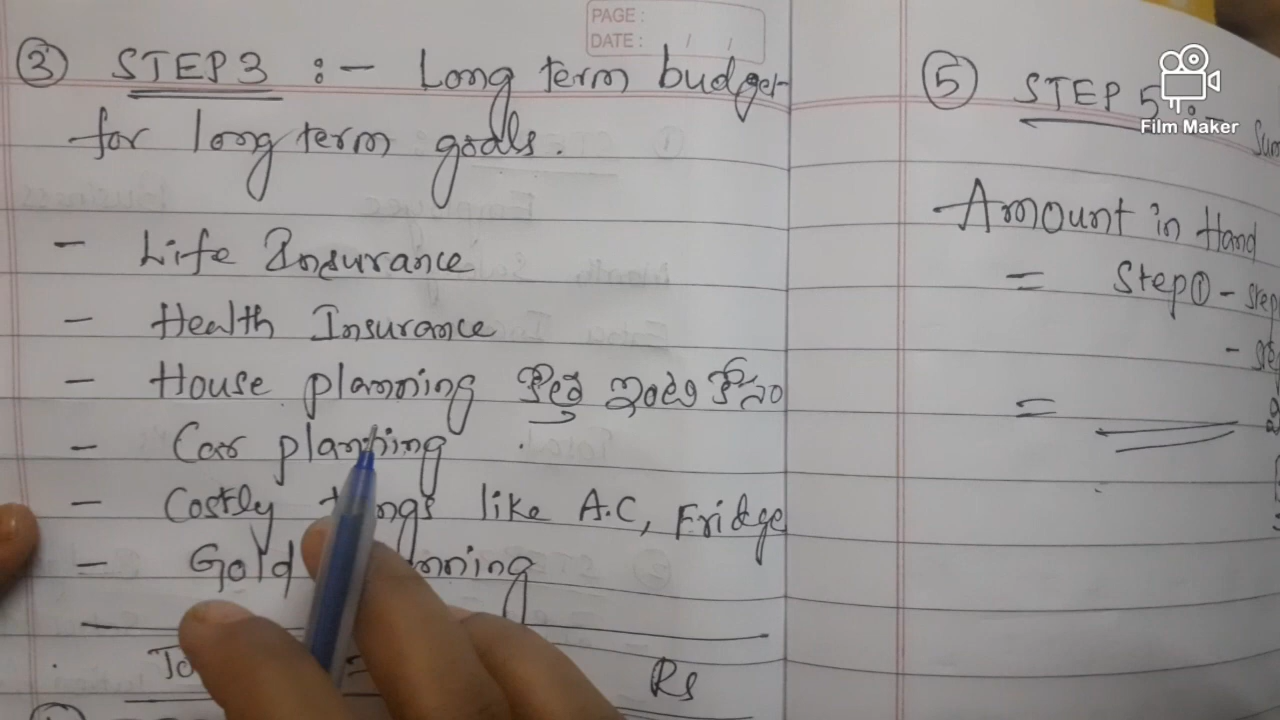 PAGE :
DATE : / /
③ STEP 3 :- Long term budget
for long term goals.
- Life Insurance
- Health Insurance
- House planning
- Car planning
- Costly like A.C, Fridge
- Gold
Rs
⑤ STEP 5 :-
Amount in Hand
= Step① - step
-
=
Film Maker